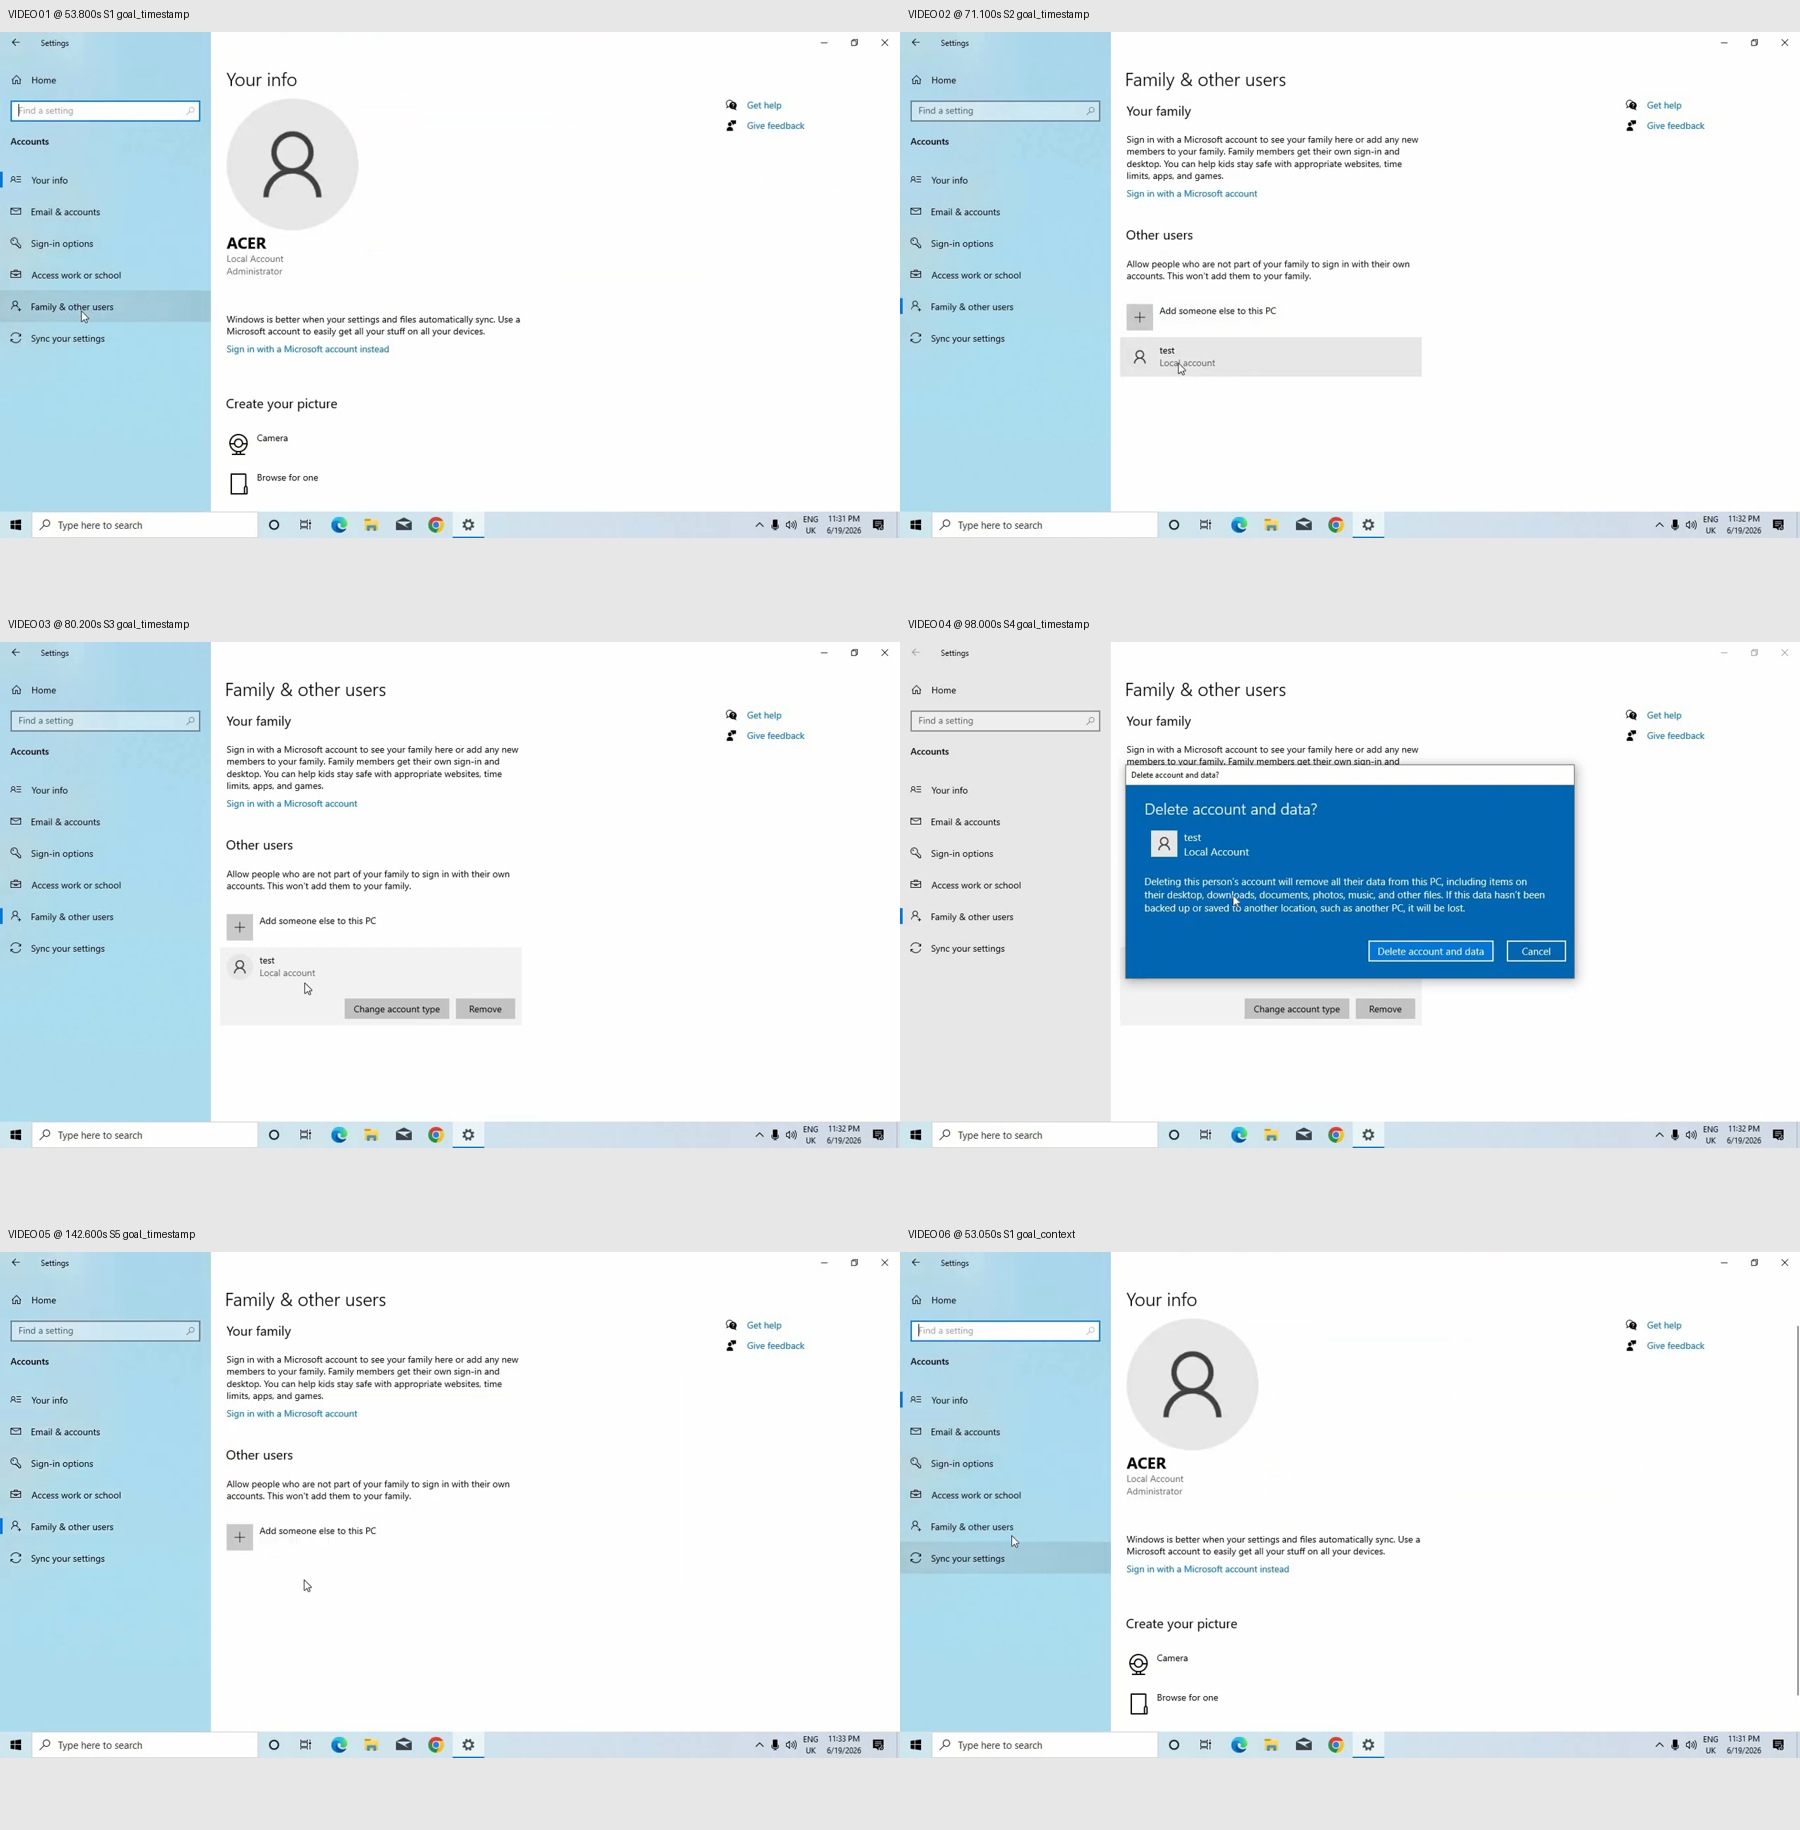 VIDEO 01 @ 53.800s S1 goal_timestamp
Settings
Home
Find a setting
Accounts
Your info
Email & accounts
Sign-in options
Access work or school
Family & other users
Sync your settings
Your info
ACER
Local Account
Administrator
Windows is better when your settings and files automatically sync. Use a
Microsoft account to easily get all your stuff on all your devices.
Sign in with a Microsoft account instead
Create your picture
Camera
Browse for one
Get help
Give feedback
Type here to search
ENG
UK
11:31 PM
6/19/2026
VIDEO 02 @ 71.100s S2 goal_timestamp
Settings
Home
Find a setting
Accounts
Your info
Email & accounts
Sign-in options
Access work or school
Family & other users
Sync your settings
Family & other users
Your family
Sign in with a Microsoft account to see your family here or add any new
members to your family. Family members get their own sign-in and
desktop. You can help kids stay safe with appropriate websites, time
limits, apps, and games.
Sign in with a Microsoft account
Other users
Allow people who are not part of your family to sign in with their own
accounts. This won't add them to your family.
Add someone else to this PC
test
Local account
Get help
Give feedback
Type here to search
ENG
UK
11:32 PM
6/19/2026
VIDEO 03 @ 80.200s S3 goal_timestamp
Settings
Home
Find a setting
Accounts
Your info
Email & accounts
Sign-in options
Access work or school
Family & other users
Sync your settings
Family & other users
Your family
Sign in with a Microsoft account to see your family here or add any new
members to your family. Family members get their own sign-in and
desktop. You can help kids stay safe with appropriate websites, time
limits, apps, and games.
Sign in with a Microsoft account
Other users
Allow people who are not part of your family to sign in with their own
accounts. This won't add them to your family.
Add someone else to this PC
test
Local account
Change account type
Remove
Get help
Give feedback
Type here to search
ENG
UK
11:32 PM
6/19/2026
VIDEO 04 @ 98.000s S4 goal_timestamp
Settings
Home
Find a setting
Accounts
Your info
Email & accounts
Sign-in options
Access work or school
Family & other users
Sync your settings
Family & other users
Your family
Sign in with a Microsoft account to see your family here or add any new
members to your family. Family members get their own sign-in and
Delete account and data?
Delete account and data?
test
Local Account
Deleting this person's account will remove all their data from this PC, including items on
their desktop, downloads, documents, photos, music, and other files. If this data hasn't been
backed up or saved to another location, such as another PC, it will be lost.
Delete account and data
Cancel
Change account type
Remove
Get help
Give feedback
Type here to search
ENG
UK
11:32 PM
6/19/2026
VIDEO 05 @ 142.600s S5 goal_timestamp
Settings
Home
Find a setting
Accounts
Your info
Email & accounts
Sign-in options
Access work or school
Family & other users
Sync your settings
Family & other users
Your family
Sign in with a Microsoft account to see your family here or add any new
members to your family. Family members get their own sign-in and
desktop. You can help kids stay safe with appropriate websites, time
limits, apps, and games.
Sign in with a Microsoft account
Other users
Allow people who are not part of your family to sign in with their own
accounts. This won't add them to your family.
Add someone else to this PC
Get help
Give feedback
Type here to search
ENG
UK
11:33 PM
6/19/2026
VIDEO 06 @ 53.050s S1 goal_context
Settings
Home
Find a setting
Accounts
Your info
Email & accounts
Sign-in options
Access work or school
Family & other users
Sync your settings
Your info
ACER
Local Account
Administrator
Windows is better when your settings and files automatically sync. Use a
Microsoft account to easily get all your stuff on all your devices.
Sign in with a Microsoft account instead
Create your picture
Camera
Browse for one
Get help
Give feedback
Type here to search
ENG
UK
11:31 PM
6/19/2026